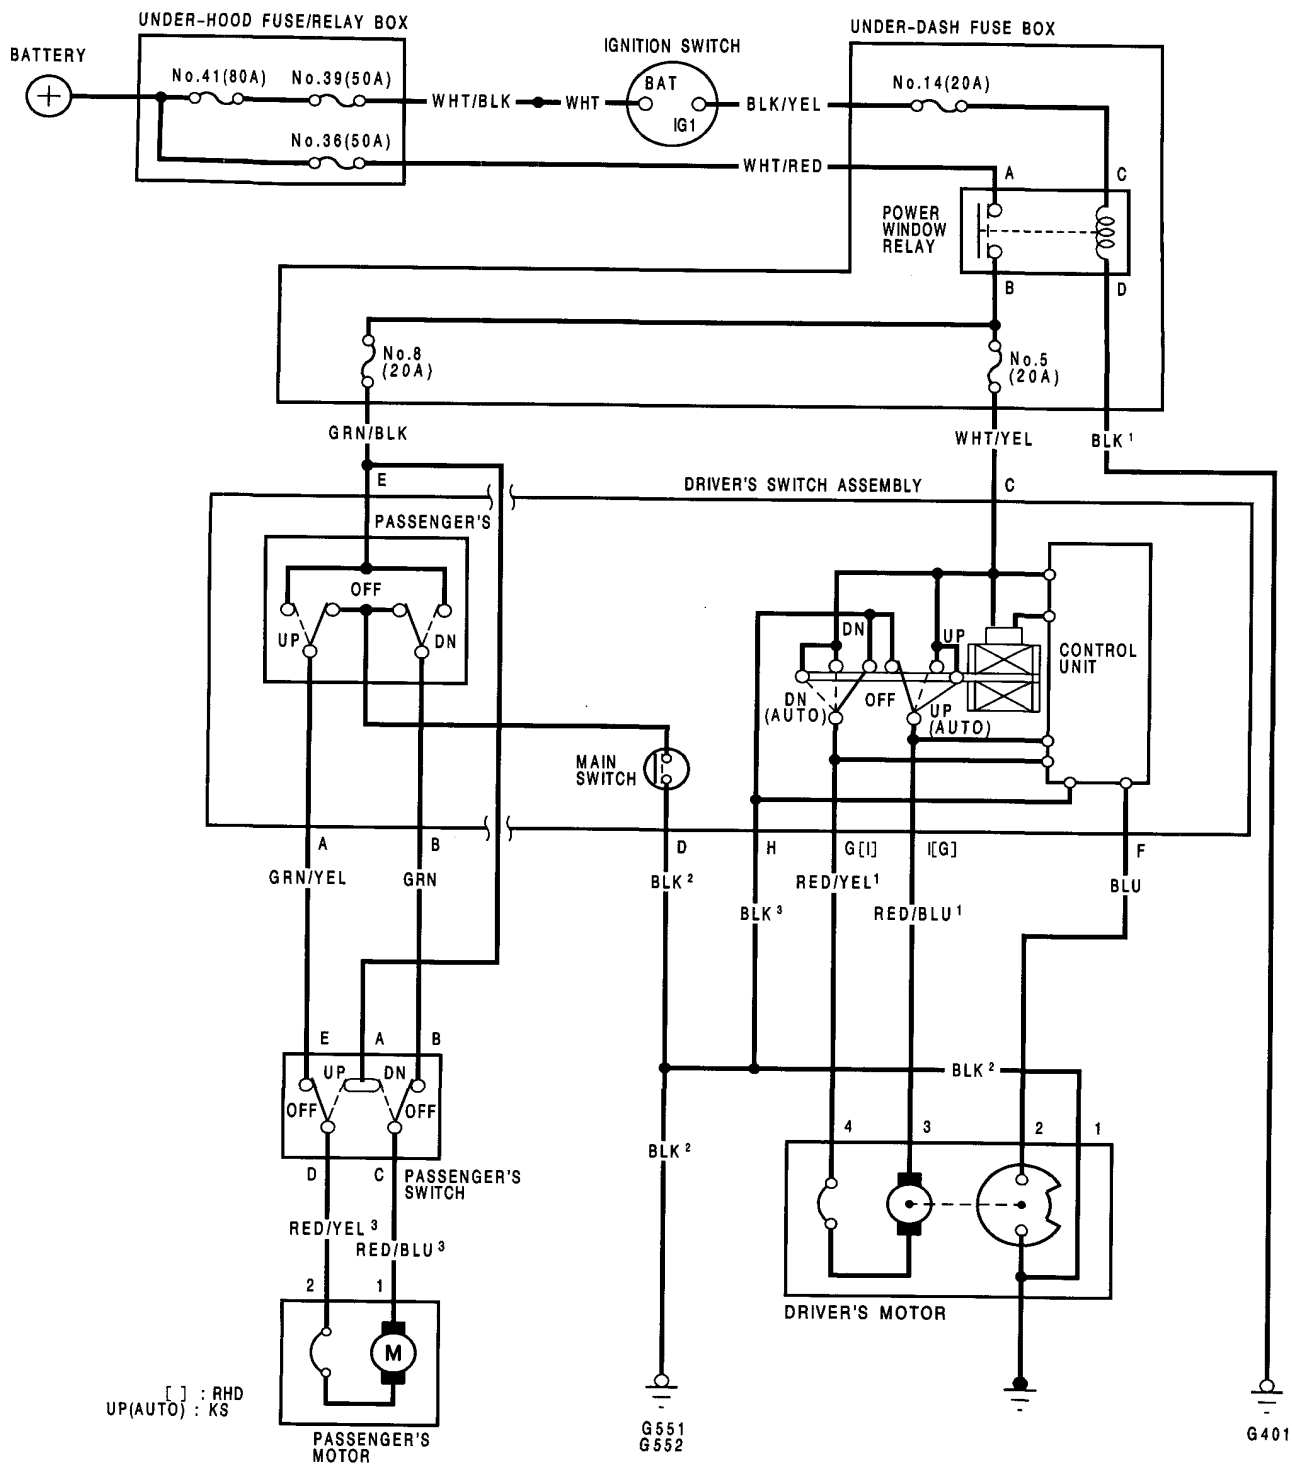 UNDER-HOOD FUSE/RELAY BOX
UNDER-DASH FUSE BOX
BATTERY
IGNITION SWITCH
No.41(80A)
No.39(50A)
BAT
No.14(20A)
WHT/BLK
WHT
BLK/YEL
IG1
No.36(50A)
WHT/RED
A
C
POWER
WINDOW
RELAY
B
D
No.8
(20A)
No.5
(20A)
GRN/BLK
WHT/YEL
BLK 1
E
DRIVER'S SWITCH ASSEMBLY
C
PASSENGER'S
OFF
UP
DN
DN
UP
CONTROL
UNIT
DN
(AUTO)
OFF
UP
(AUTO)
MAIN
SWITCH
A
B
D
H
G[I]
I[G]
F
GRN/YEL
GRN
BLK 2
RED/YEL 1
BLU
BLK 3
RED/BLU 1
E
A
B
UP
DN
OFF
OFF
BLK 2
4
3
2
1
D
C
PASSENGER'S
SWITCH
BLK 2
RED/YEL 3
RED/BLU 3
2
1
DRIVER'S MOTOR
M
[ ] : RHD
UP(AUTO) : KS
PASSENGER'S
MOTOR
G551
G552
G401